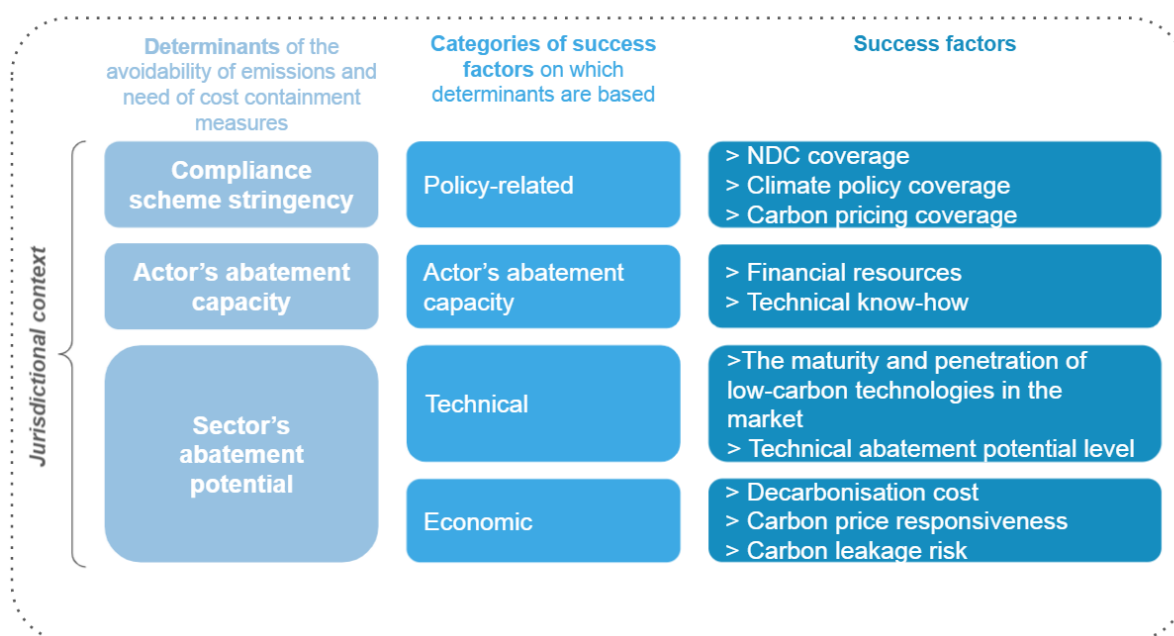 Determinants of the
avoidability of emissions and
need of cost containment
measures
Categories of success
factors on which
determinants are based
Success factors
Jurisdictional context
Compliance
scheme stringency
Policy-related
> NDC coverage
> Climate policy coverage
> Carbon pricing coverage
Actor's abatement
capacity
Actor's abatement
capacity
> Financial resources
> Technical know-how
Sector's
abatement
potential
Technical
>The maturity and penetration of
low-carbon technologies in the
market
> Technical abatement potential level
Economic
> Decarbonisation cost
> Carbon price responsiveness
> Carbon leakage risk